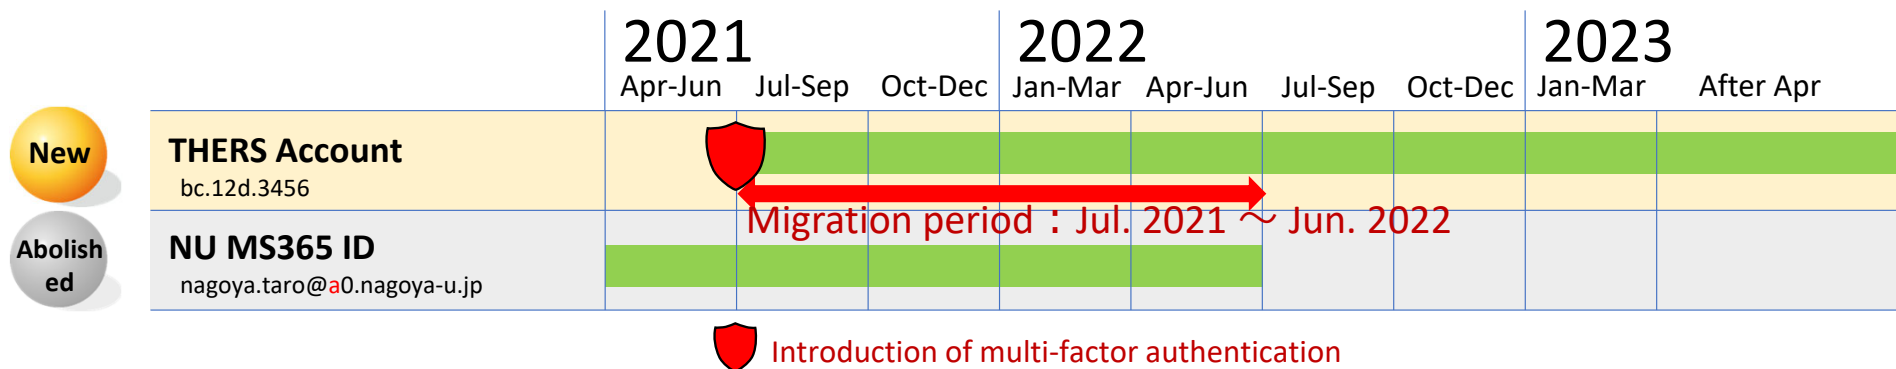 2021 2022 2023
Apr-Jun Jul-Sep Oct-Dec Jan-Mar Apr-Jun Jul-Sep Oct-Dec Jan-Mar After Apr
New
THERS Account
bc.12d.3456
Migration period：Jul. 2021 ～ Jun. 2022
Abolish
ed
NU MS365 ID
nagoya.taro@a0.nagoya-u.jp
Introduction of multi-factor authentication